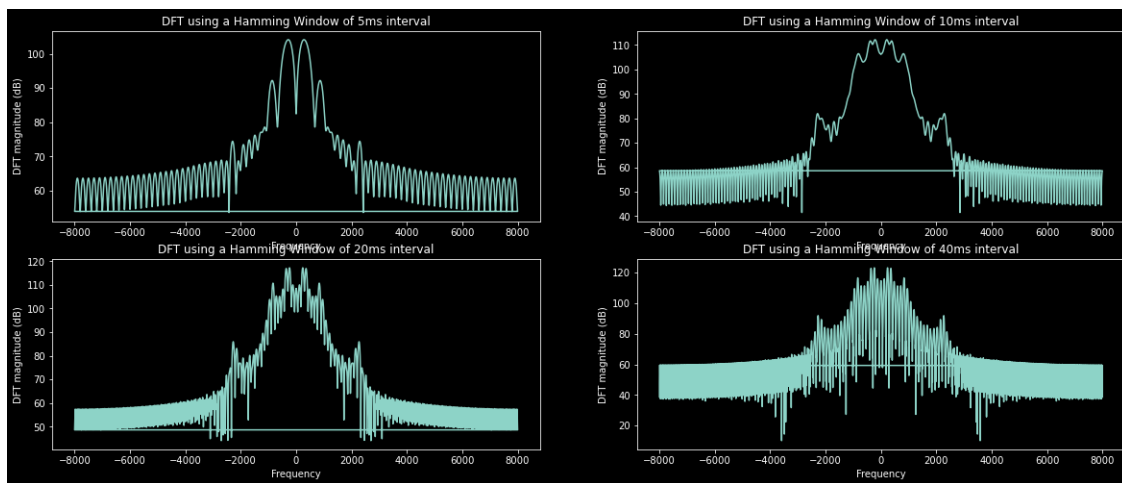 DFT using a Hamming Window of 5ms interval
DFT magnitude (dB)
100
90
80
70
60
−8000 −6000 −4000 −2000 0 2000 4000 6000 8000
Frequency
DFT using a Hamming Window of 10ms interval
DFT magnitude (dB)
110
100
90
80
70
60
50
40
−8000 −6000 −4000 −2000 0 2000 4000 6000 8000
Frequency
DFT using a Hamming Window of 20ms interval
DFT magnitude (dB)
120
110
100
90
80
70
60
50
−8000 −6000 −4000 −2000 0 2000 4000 6000 8000
Frequency
DFT using a Hamming Window of 40ms interval
DFT magnitude (dB)
120
100
80
60
40
20
−8000 −6000 −4000 −2000 0 2000 4000 6000 8000
Frequency